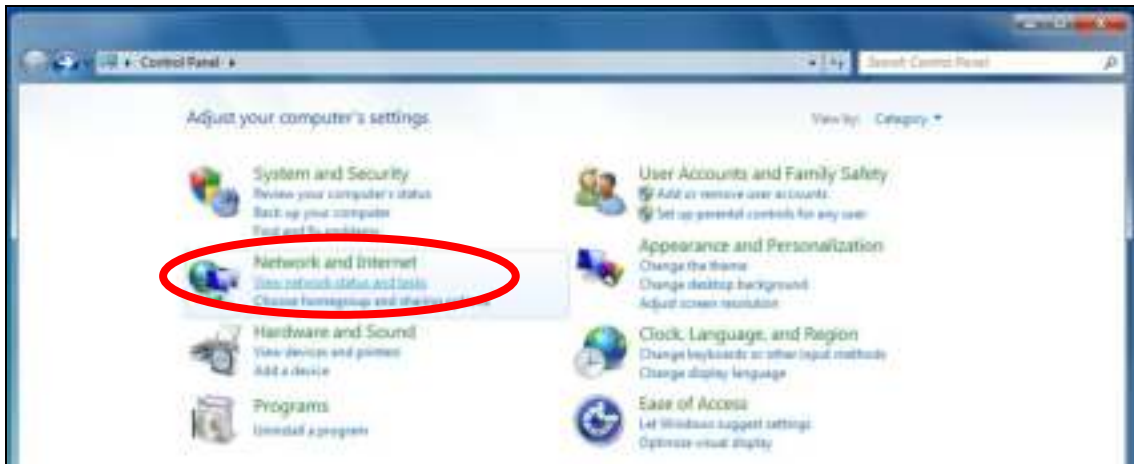 Control Panel
Search Control Panel
Adjust your computer's settings
View by: Category
System and Security
Review your computer's status
Back up your computer
Find and fix problems
Network and Internet
View network status and tasks
Choose homegroup and sharing
Hardware and Sound
View devices and printers
Add a device
Programs
Uninstall a program
User Accounts and Family Safety
Add or remove user accounts
Set up parental controls for any user
Appearance and Personalization
Change the theme
Change desktop background
Adjust screen resolution
Clock, Language, and Region
Change keyboards or other input methods
Change display language
Ease of Access
Let Windows suggest settings
Optimize visual display